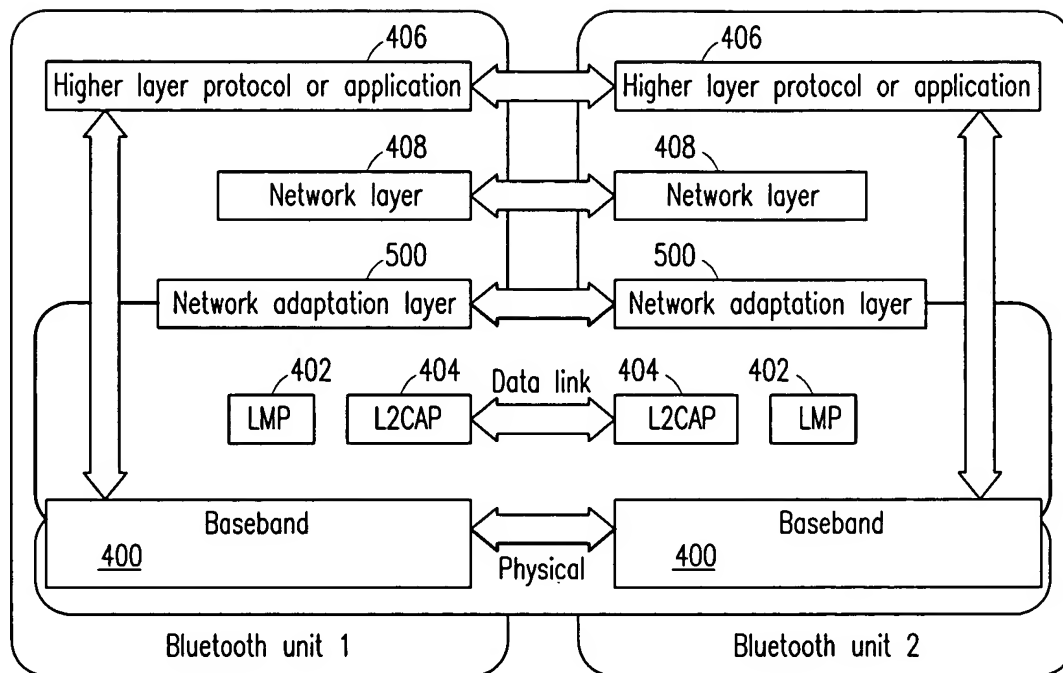 406 406
Higher layer protocol or application Higher layer protocol or application
408 408
Network layer Network layer
500 500
Network adaptation layer Network adaptation layer
402 404 Data link 404 402
LMP L2CAP L2CAP LMP
Baseband Baseband
400 Physical 400
Bluetooth unit 1 Bluetooth unit 2